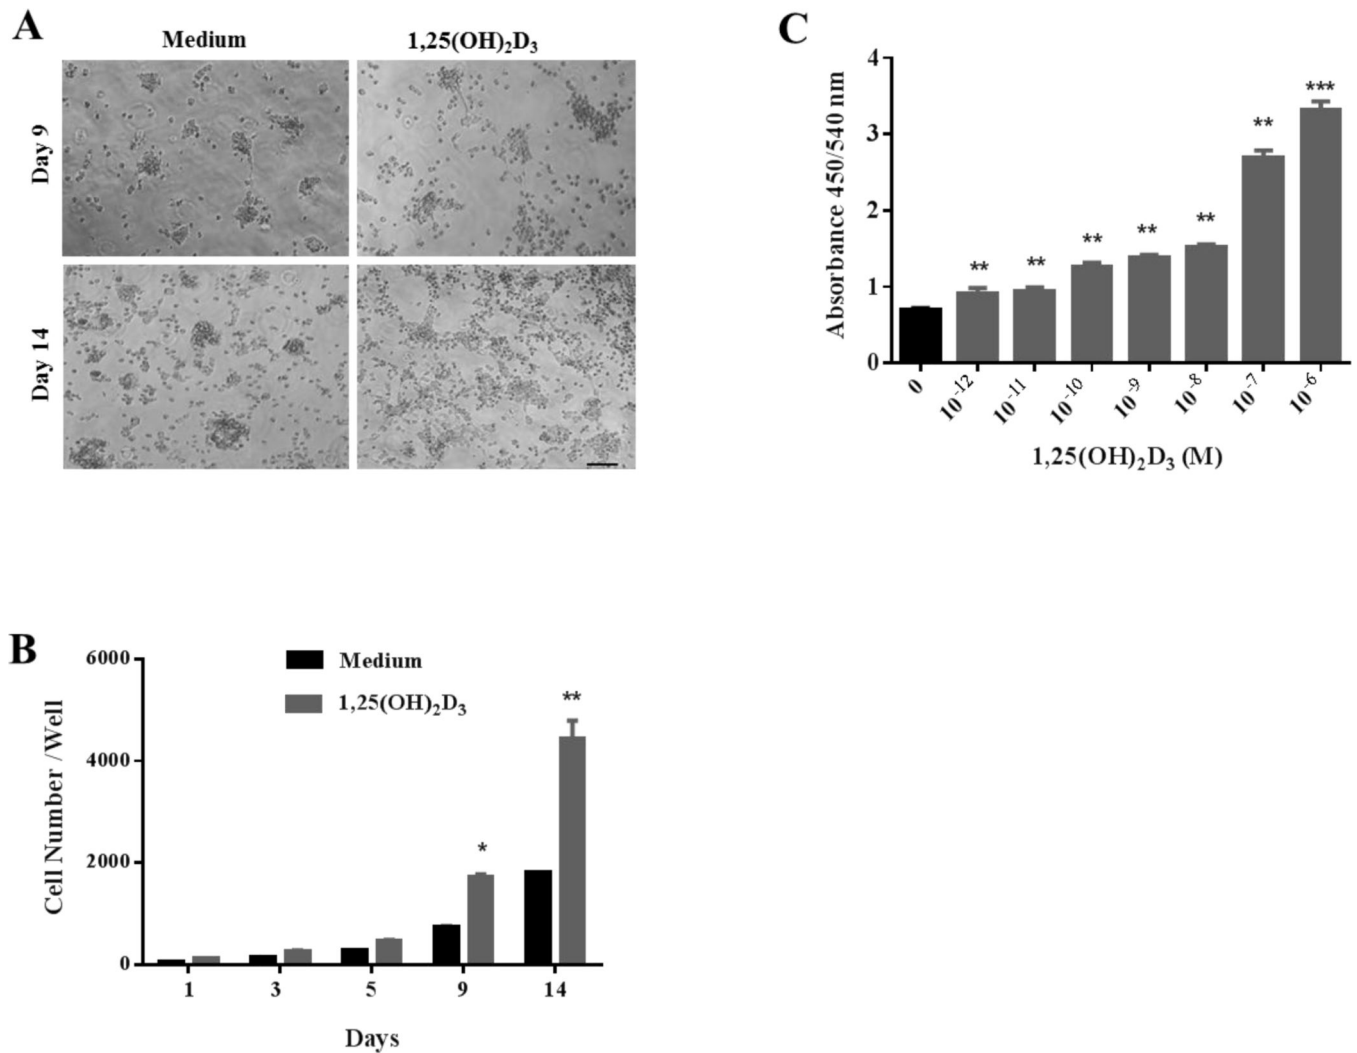 A
Medium
1,25(OH)₂D₃
Day 9
Day 14
C
Absorbance 450/540 nm
4
3
2
1
0
**
**
**
**
**
**
***
0
10⁻¹²
10⁻¹¹
10⁻¹⁰
10⁻⁹
10⁻⁸
10⁻⁷
10⁻⁶
1,25(OH)₂D₃ (M)
B
Cell Number /Well
6000
4000
2000
0
Medium
1,25(OH)₂D₃
*
**
1
3
5
9
14
Days